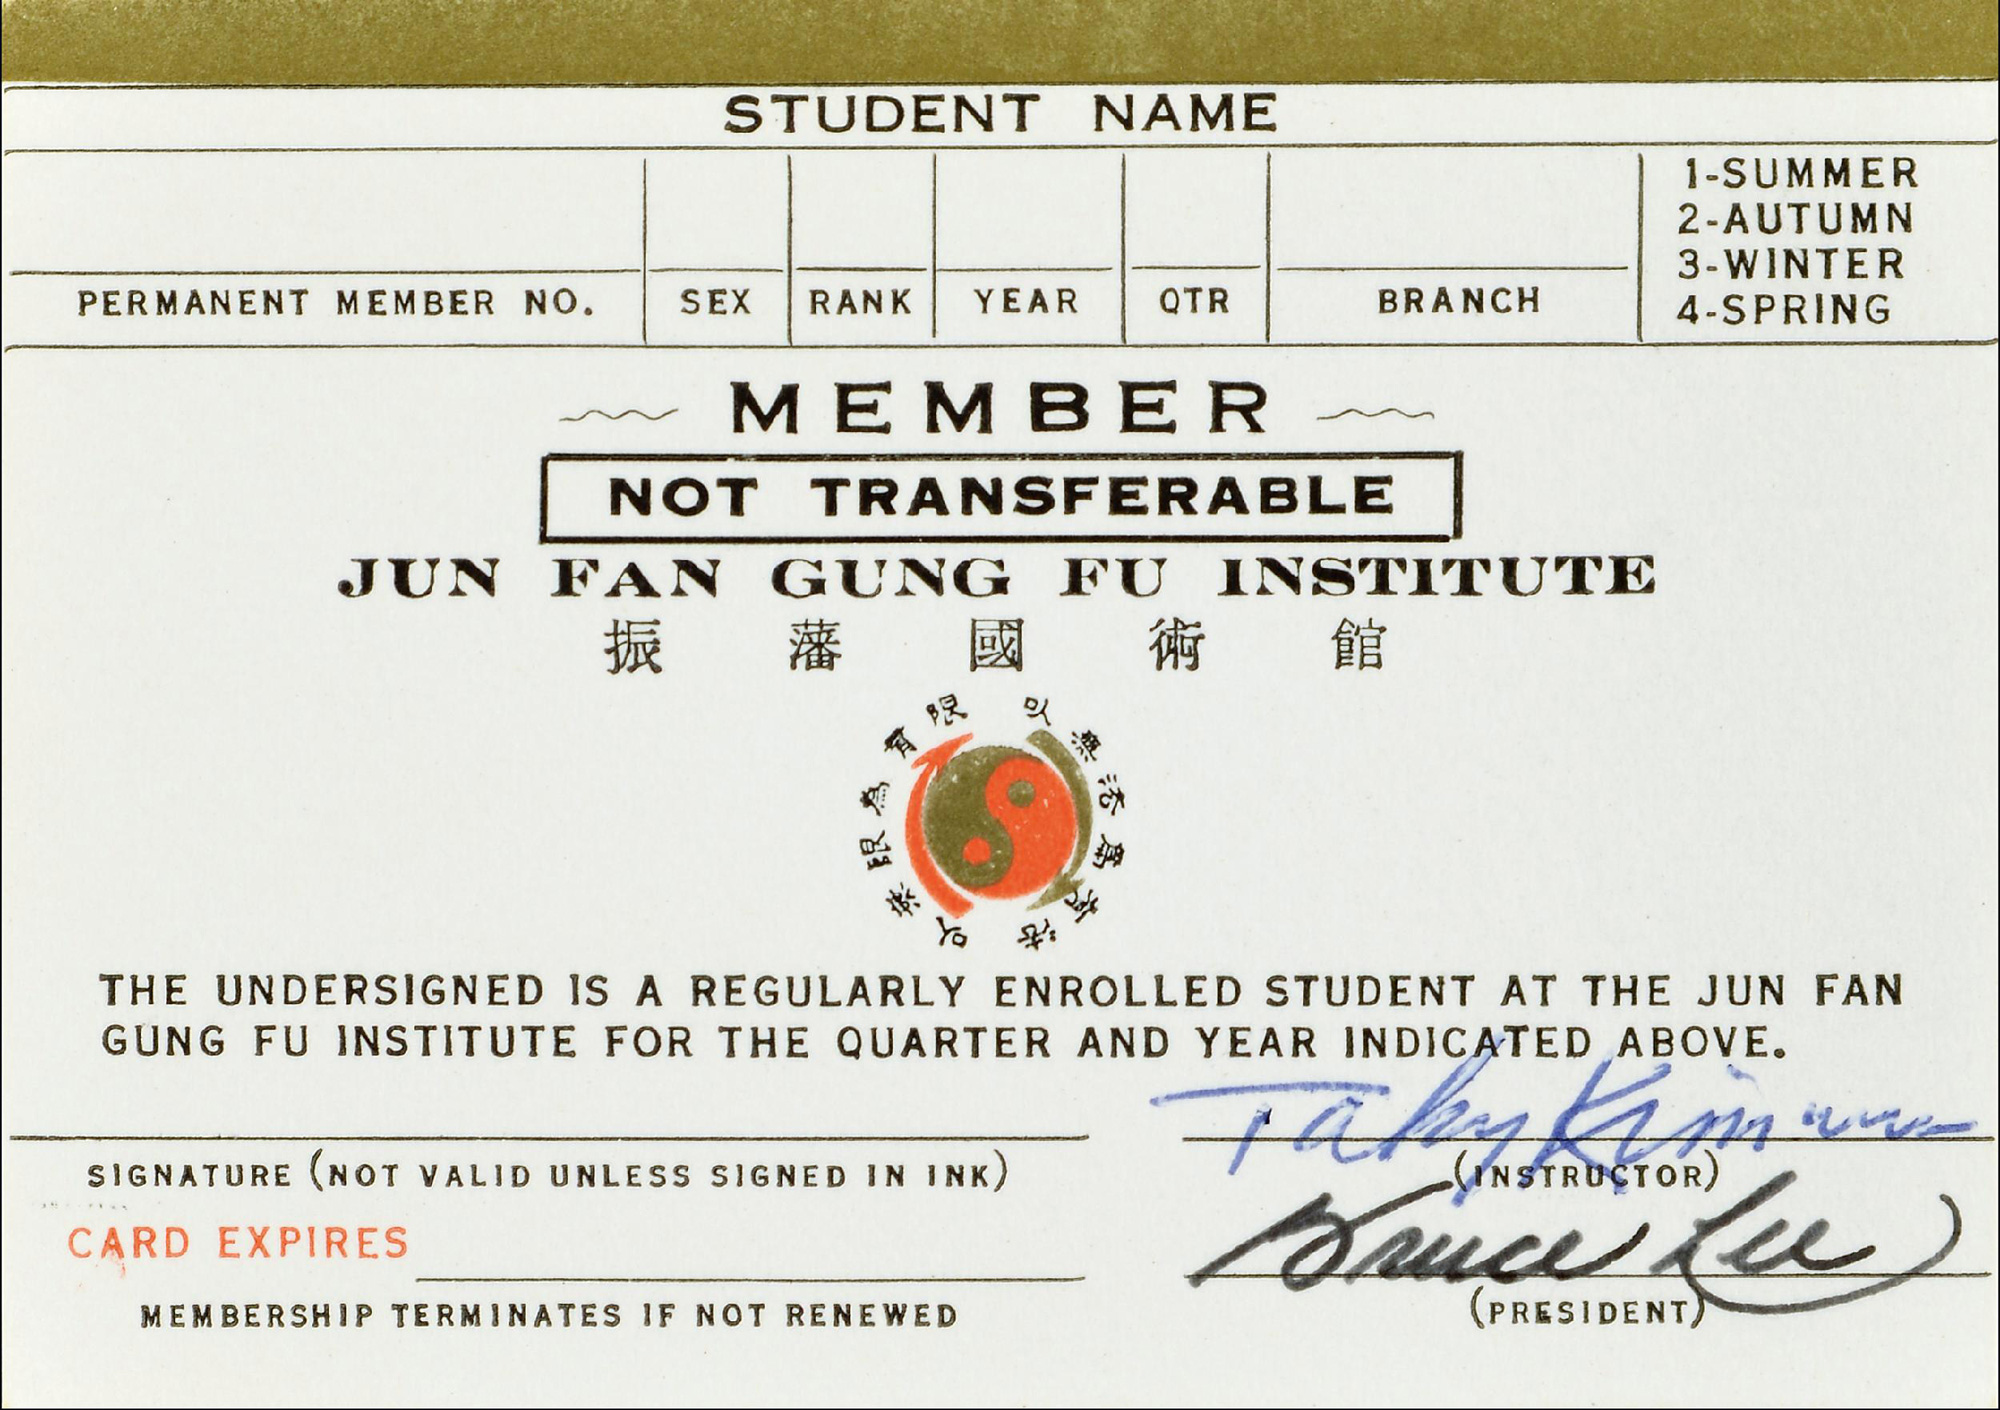 STUDENT NAME
1-SUMMER
2-AUTUMN
3-WINTER
4-SPRING
PERMANENT MEMBER NO. SEX RANK YEAR QTR BRANCH
MEMBER
NOT TRANSFERABLE
JUN FAN GUNG FU INSTITUTE
振藩國術館
以無法為有法
以無限為有限
THE UNDERSIGNED IS A REGULARLY ENROLLED STUDENT AT THE JUN FAN
GUNG FU INSTITUTE FOR THE QUARTER AND YEAR INDICATED ABOVE.
Taky Kimura
SIGNATURE (NOT VALID UNLESS SIGNED IN INK) (INSTRUCTOR)
Bruce Lee
CARD EXPIRES
MEMBERSHIP TERMINATES IF NOT RENEWED (PRESIDENT)